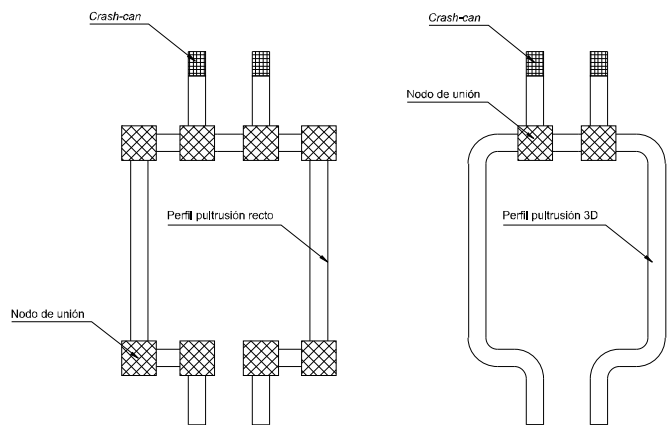 Crash-can
Crash-can
Nodo de unión
Perfil pultrusión recto
Perfil pultrusión 3D
Nodo de unión